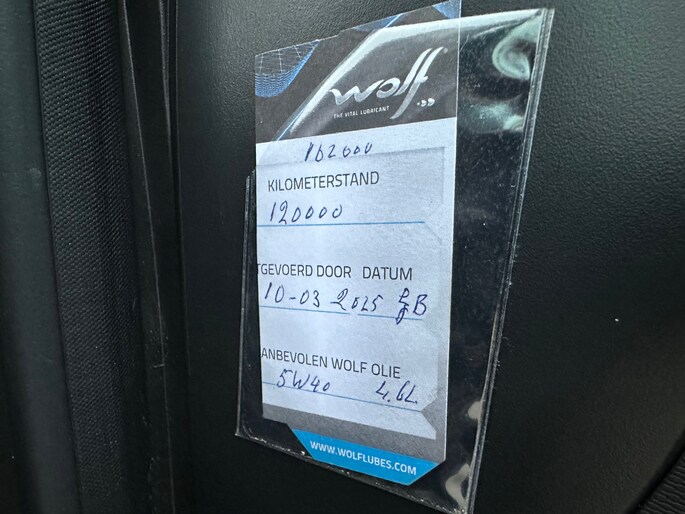 wolf
THE VITAL LUBRICANT
162000
KILOMETERSTAND
120000
TGEVOERD DOOR DATUM
10-03 2025
ANBEVOLEN WOLF OLIE
5W40 4.6L
WWW.WOLFLUBES.COM